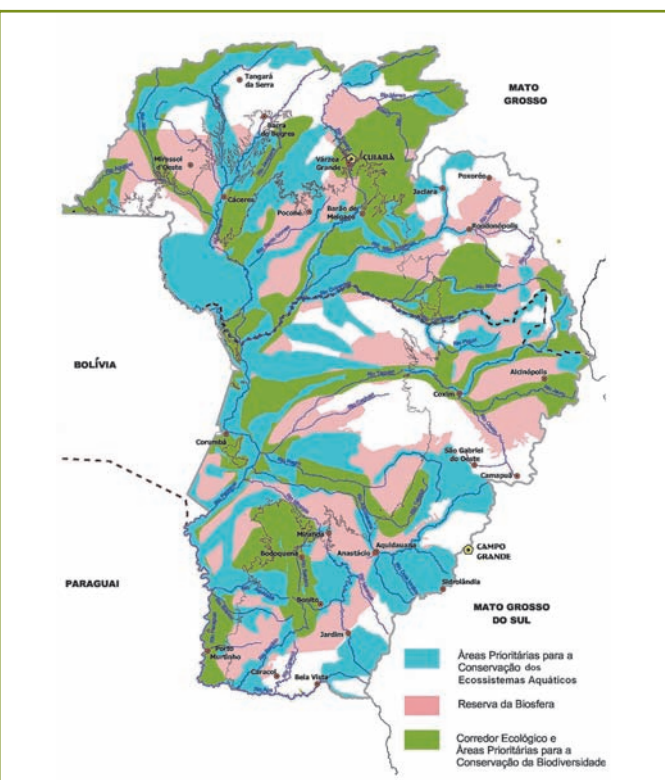 MATO
GROSSO
Tangará
da Serra
Barra
do Bugres
Mirassol
d'Oeste
Várzea
Grande
CUIABÁ
Cáceres
Poconé
Barão de
Melgaço
Jaciara
Poxoréo
Rondonópolis
BOLÍVIA
Alcinópolis
Coxim
Corumbá
São Gabriel
do Oeste
Camapuã
Miranda
Anastácio
Aquidauana
CAMPO
GRANDE
Bodoquena
PARAGUAI
Sidrolândia
Bonito
MATO GROSSO
DO SUL
Jardim
Porto
Murtinho
Caracol
Bela Vista
Áreas Prioritárias para a
Conservação dos
Ecossistemas Aquáticos
Reserva da Biosfera
Corredor Ecológico e
Áreas Prioritárias para a
Conservação da Biodiversidade